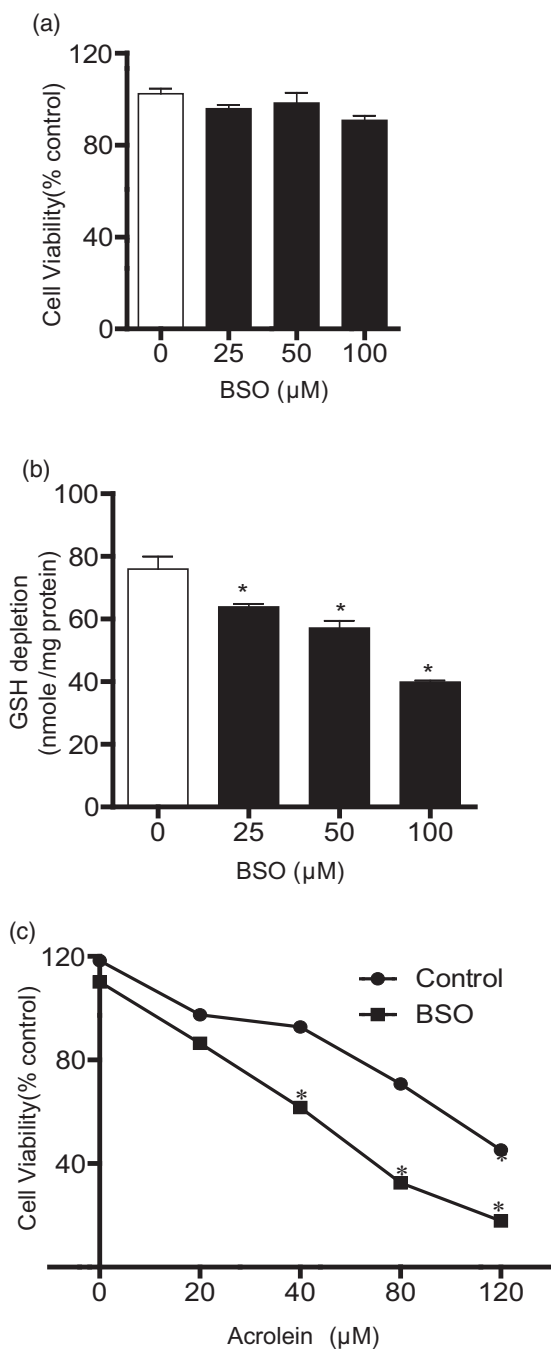 (a)
120
80
40
0
Cell Viability(% control)
0 25 50 100
BSO (µM)
(b)
100
80
60
40
20
0
GSH depletion
(nmole /mg protein)
* * *
0 25 50 100
BSO (µM)
(c)
120
80
40
Cell Viability(% control)
Control
BSO
* * * *
0 20 40 80 120
Acrolein (µM)